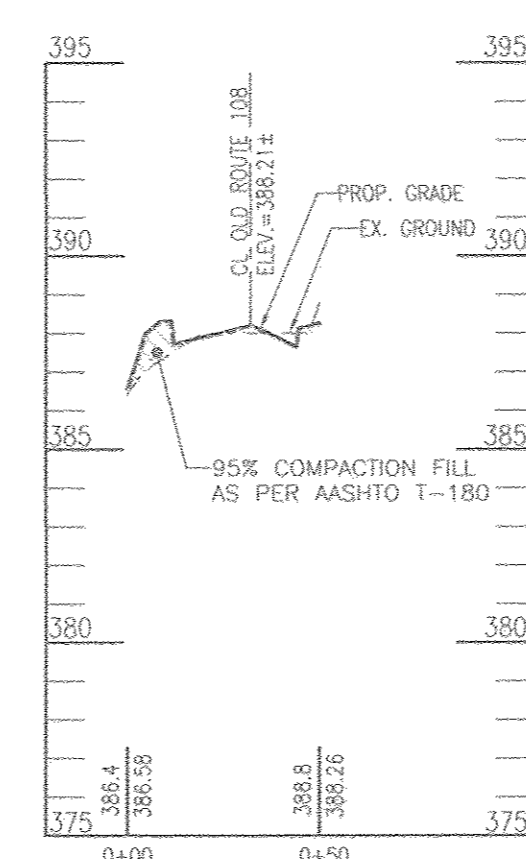 395 395
CL OLD ROUTE 108
ELEV.=388.21±
PROP. GRADE
EX. GROUND
390 390
385 385
95% COMPACTION FILL
AS PER AASHTO T-180
380 380
386.4
386.58
388.8
388.26
375 375
0+00 0+50